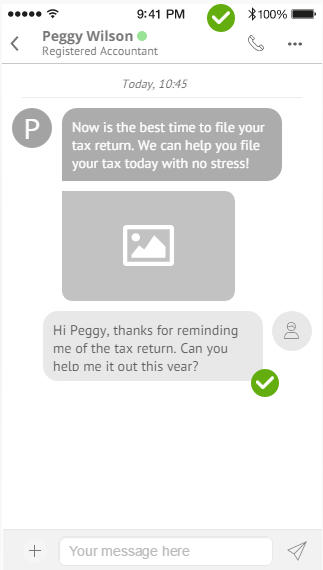 9:41 PM
100%
Peggy Wilson
Registered Accountant
Today, 10:45
P
Now is the best time to file your
tax return. We can help you file
your tax today with no stress!
Hi Peggy, thanks for reminding
me of the tax return. Can you
help me it out this year?
Your message here